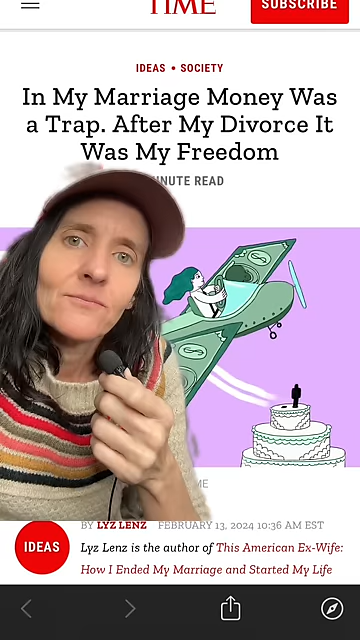 TIME
SUBSCRIBE
IDEAS • SOCIETY
In My Marriage Money Was
a Trap. After My Divorce It
Was My Freedom
READ
IDEAS
BY LYZ LENZ FEBRUARY 13, 2024 10:36 AM EST
Lyz Lenz is the author of This American Ex-Wife:
How I Ended My Marriage and Started My Life